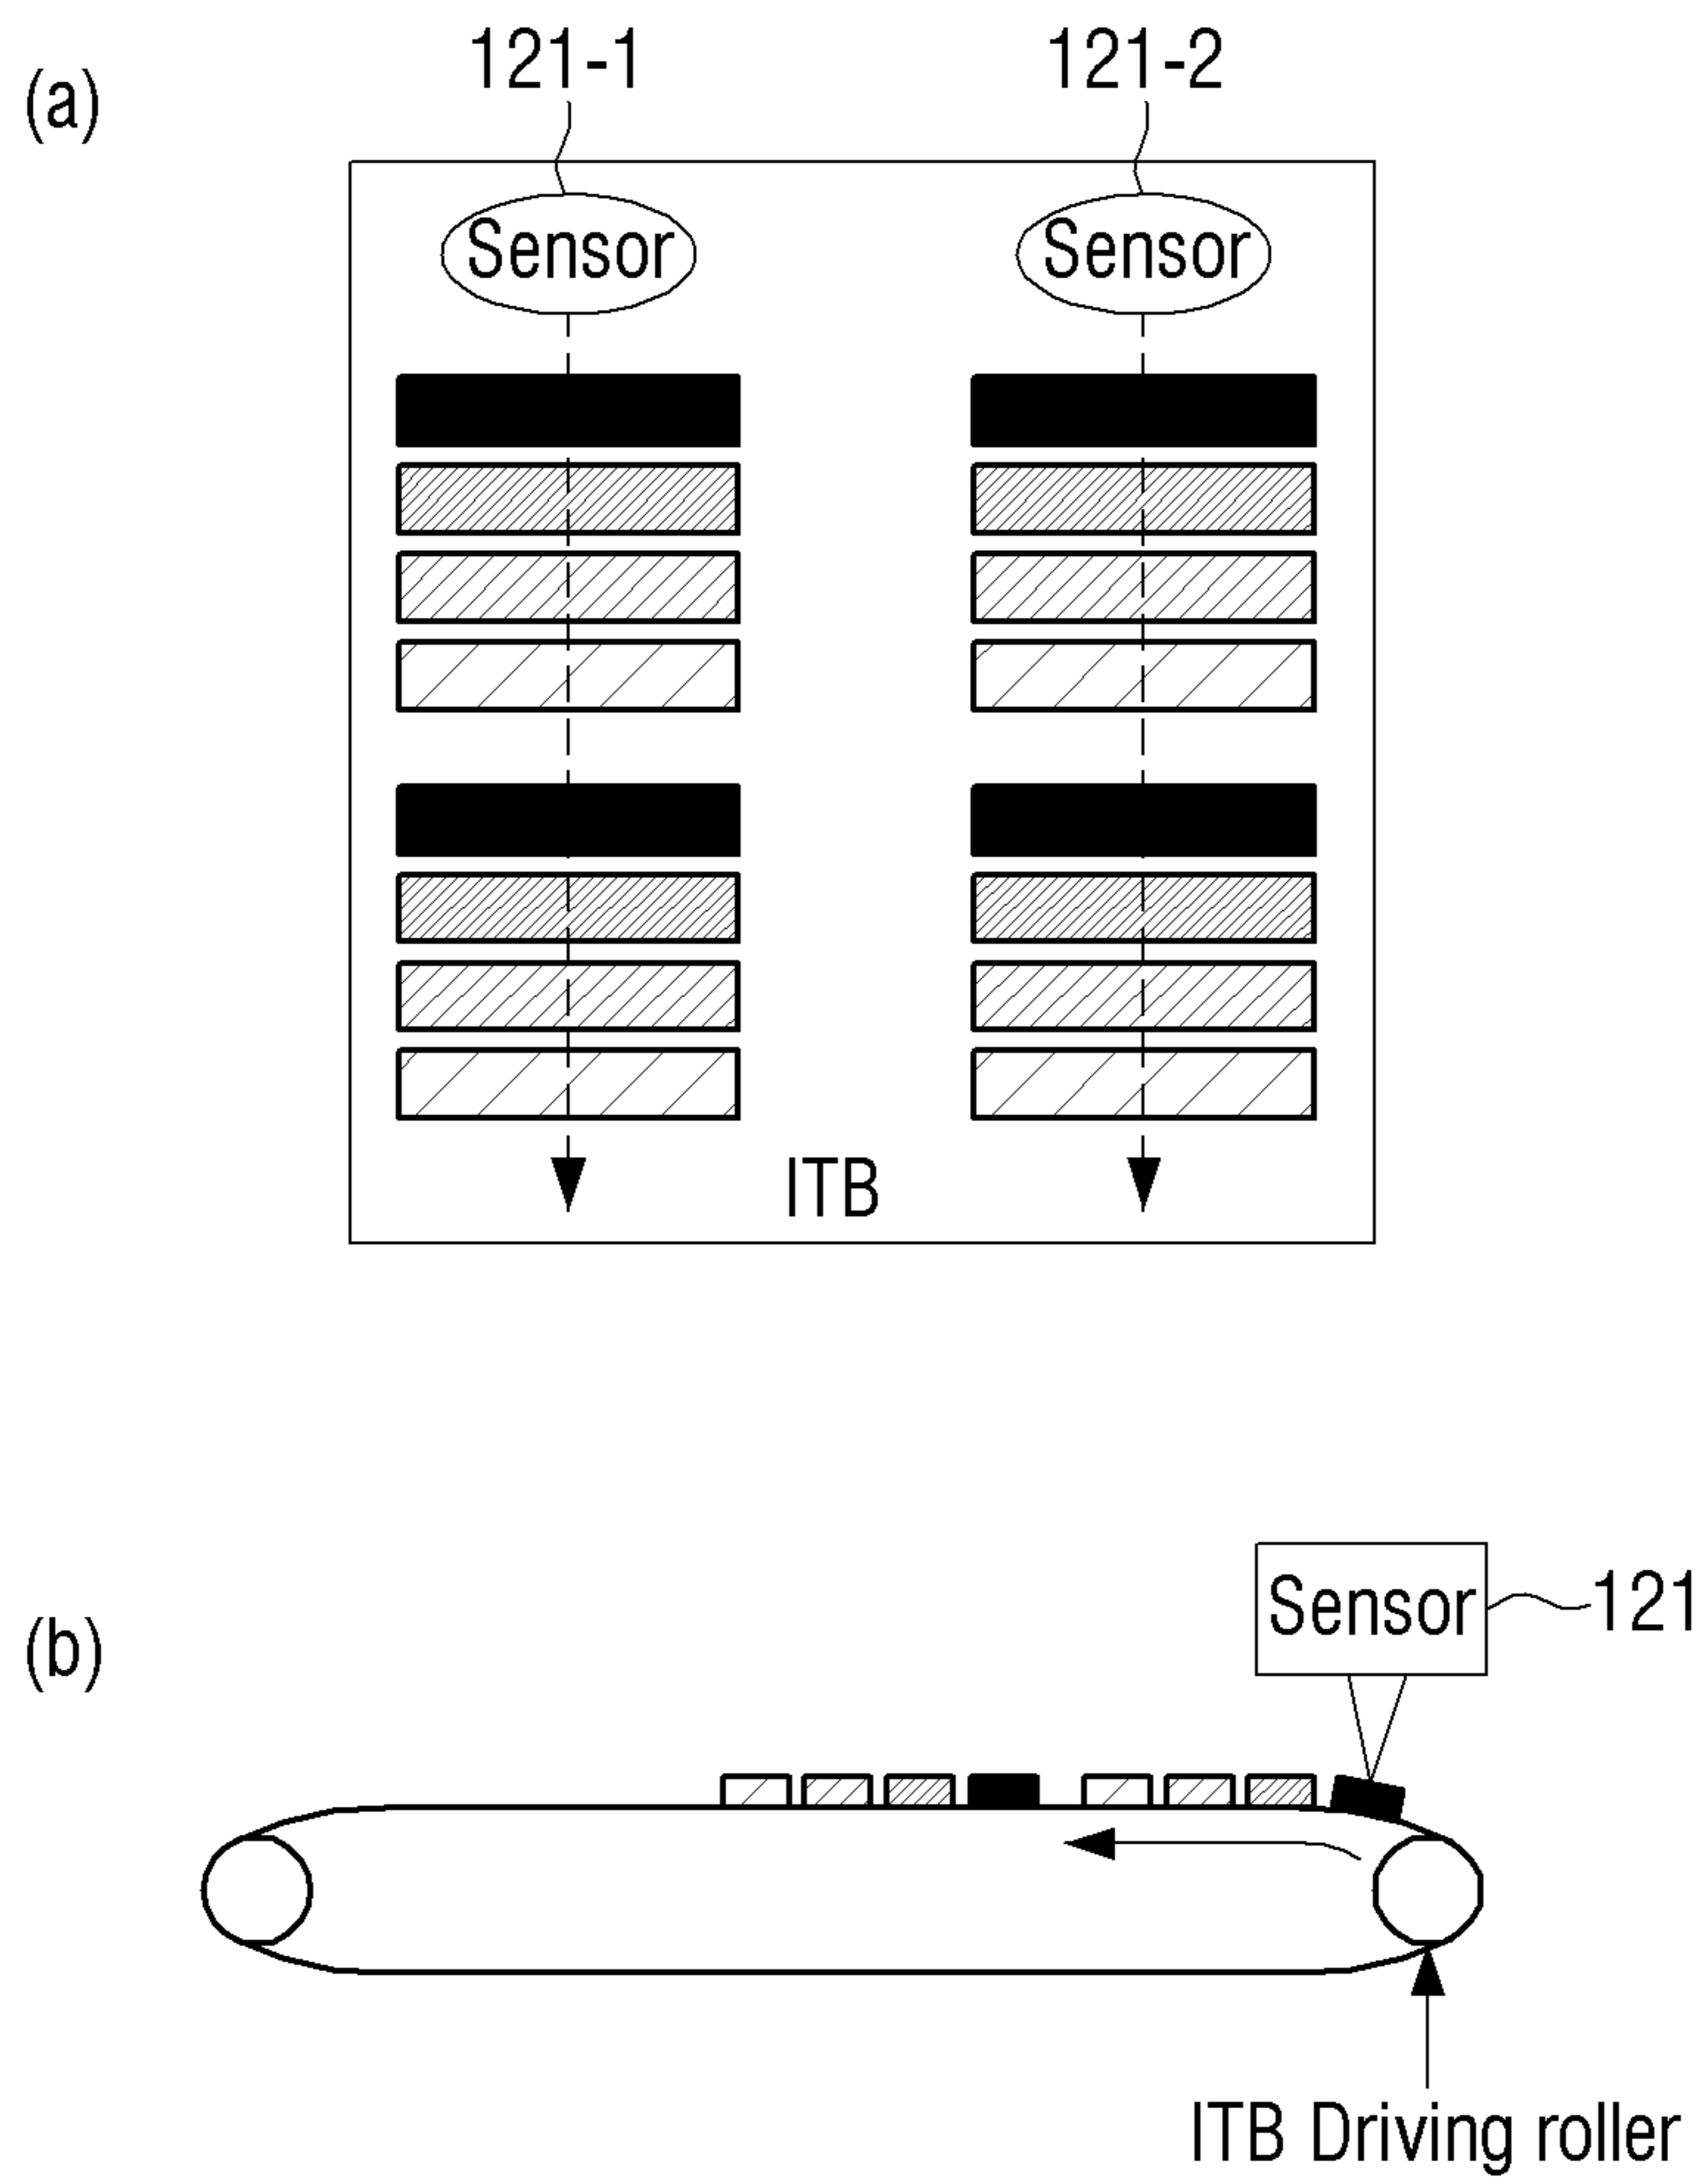 121-1 121-2
(a)
Sensor Sensor
ITB
Sensor 121
(b)
ITB Driving roller